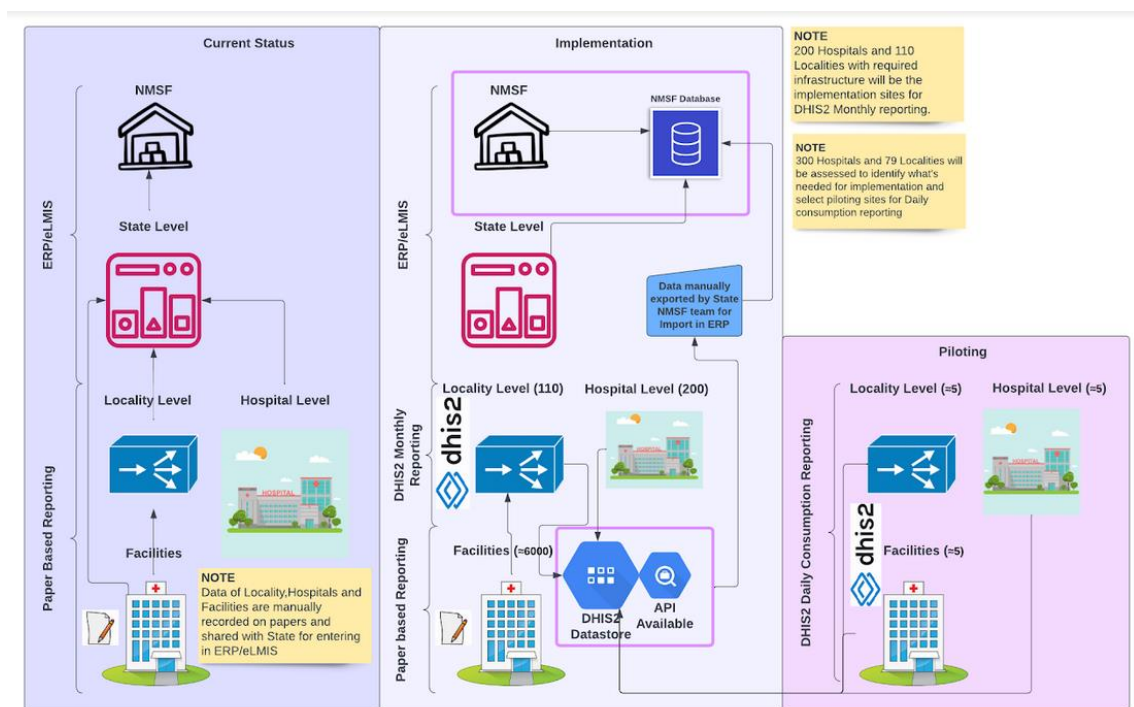 Current Status
NMSF
State Level
ERP/eLMIS
Locality Level
Hospital Level
HOSPITAL
Paper Based Reporting
Facilities
NOTE
Data of Locality,Hospitals and
Facilities are manually
recorded on papers and
shared with State for entering
in ERP/eLMIS
Implementation
NMSF
NMSF Database
State Level
ERP/eLMIS
Data manually
exported by State
NMSF team for
Import in ERP
Locality Level (110)
Hospital Level (200)
HOSPITAL
dhis2
DHIS2 Monthly
Reporting
Facilities (≈6000)
Paper based Reporting
DHIS2
Datastore
API
Available
NOTE
200 Hospitals and 110
Localities with required
infrastructure will be the
implementation sites for
DHIS2 Monthly reporting.
NOTE
300 Hospitals and 79 Localities will
be assessed to identify what's
needed for implementation and
select piloting sites for Daily
consumption reporting
Piloting
Locality Level (≈5)
Hospital Level (≈5)
HOSPITAL
dhis2
DHIS2 Daily Consumption Reporting
Facilities (≈5)